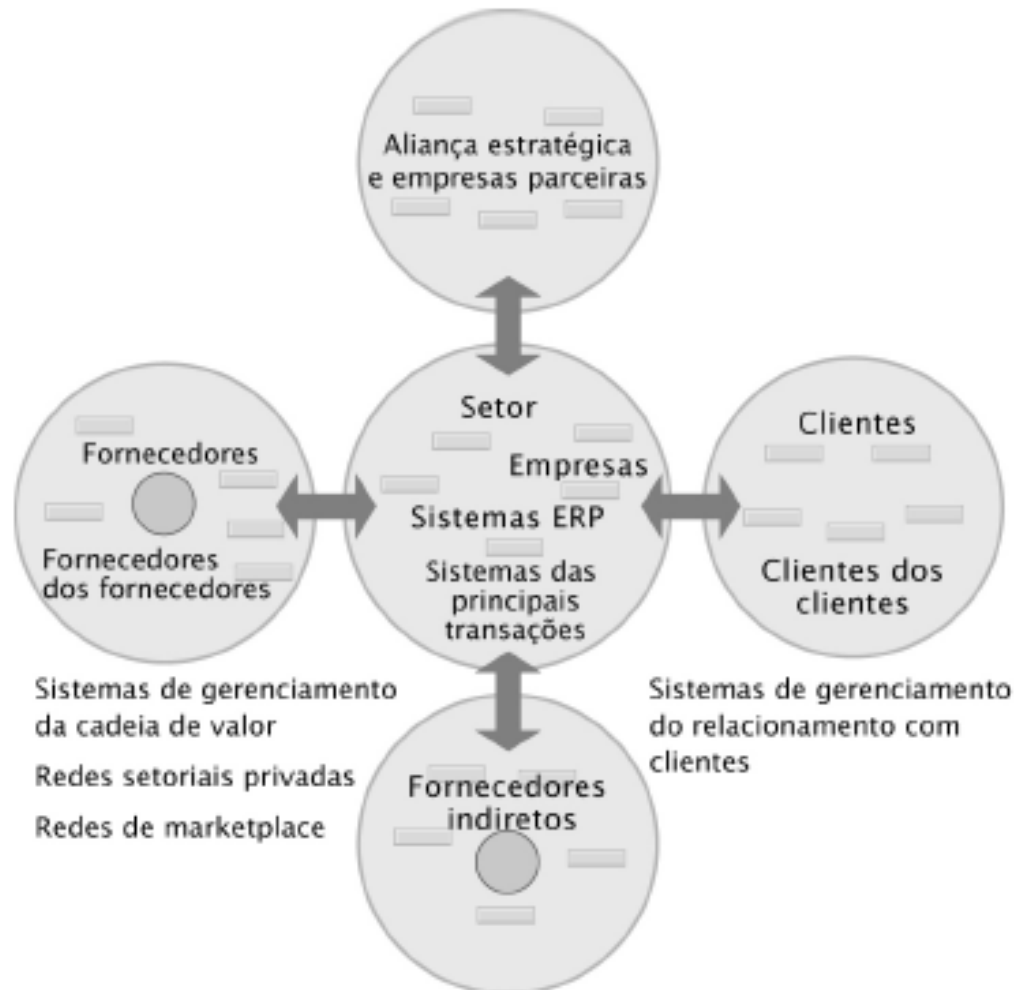 Aliança estratégica
e empresas parceiras
Setor
Empresas
Sistemas ERP
Sistemas das
principais
transações
Fornecedores
Fornecedores
dos fornecedores
Clientes
Clientes dos
clientes
Sistemas de gerenciamento
da cadeia de valor
Redes setoriais privadas
Redes de marketplace
Sistemas de gerenciamento
do relacionamento com
clientes
Fornecedores
indiretos